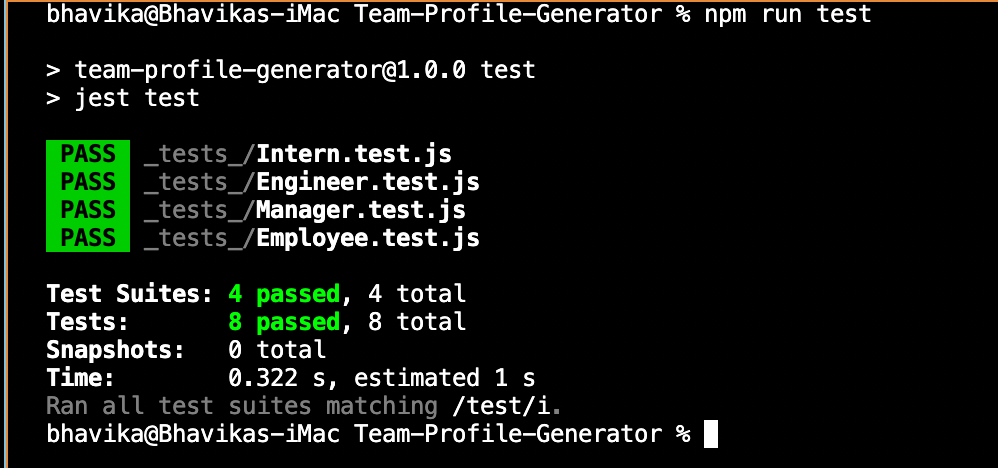 bhavika@Bhavikas-iMac Team-Profile-Generator % npm run test
> team-profile-generator@1.0.0 test
> jest test
PASS _tests_/Intern.test.js
PASS _tests_/Engineer.test.js
PASS _tests_/Manager.test.js
PASS _tests_/Employee.test.js
Test Suites: 4 passed, 4 total
Tests: 8 passed, 8 total
Snapshots: 0 total
Time: 0.322 s, estimated 1 s
Ran all test suites matching /test/i.
bhavika@Bhavikas-iMac Team-Profile-Generator %